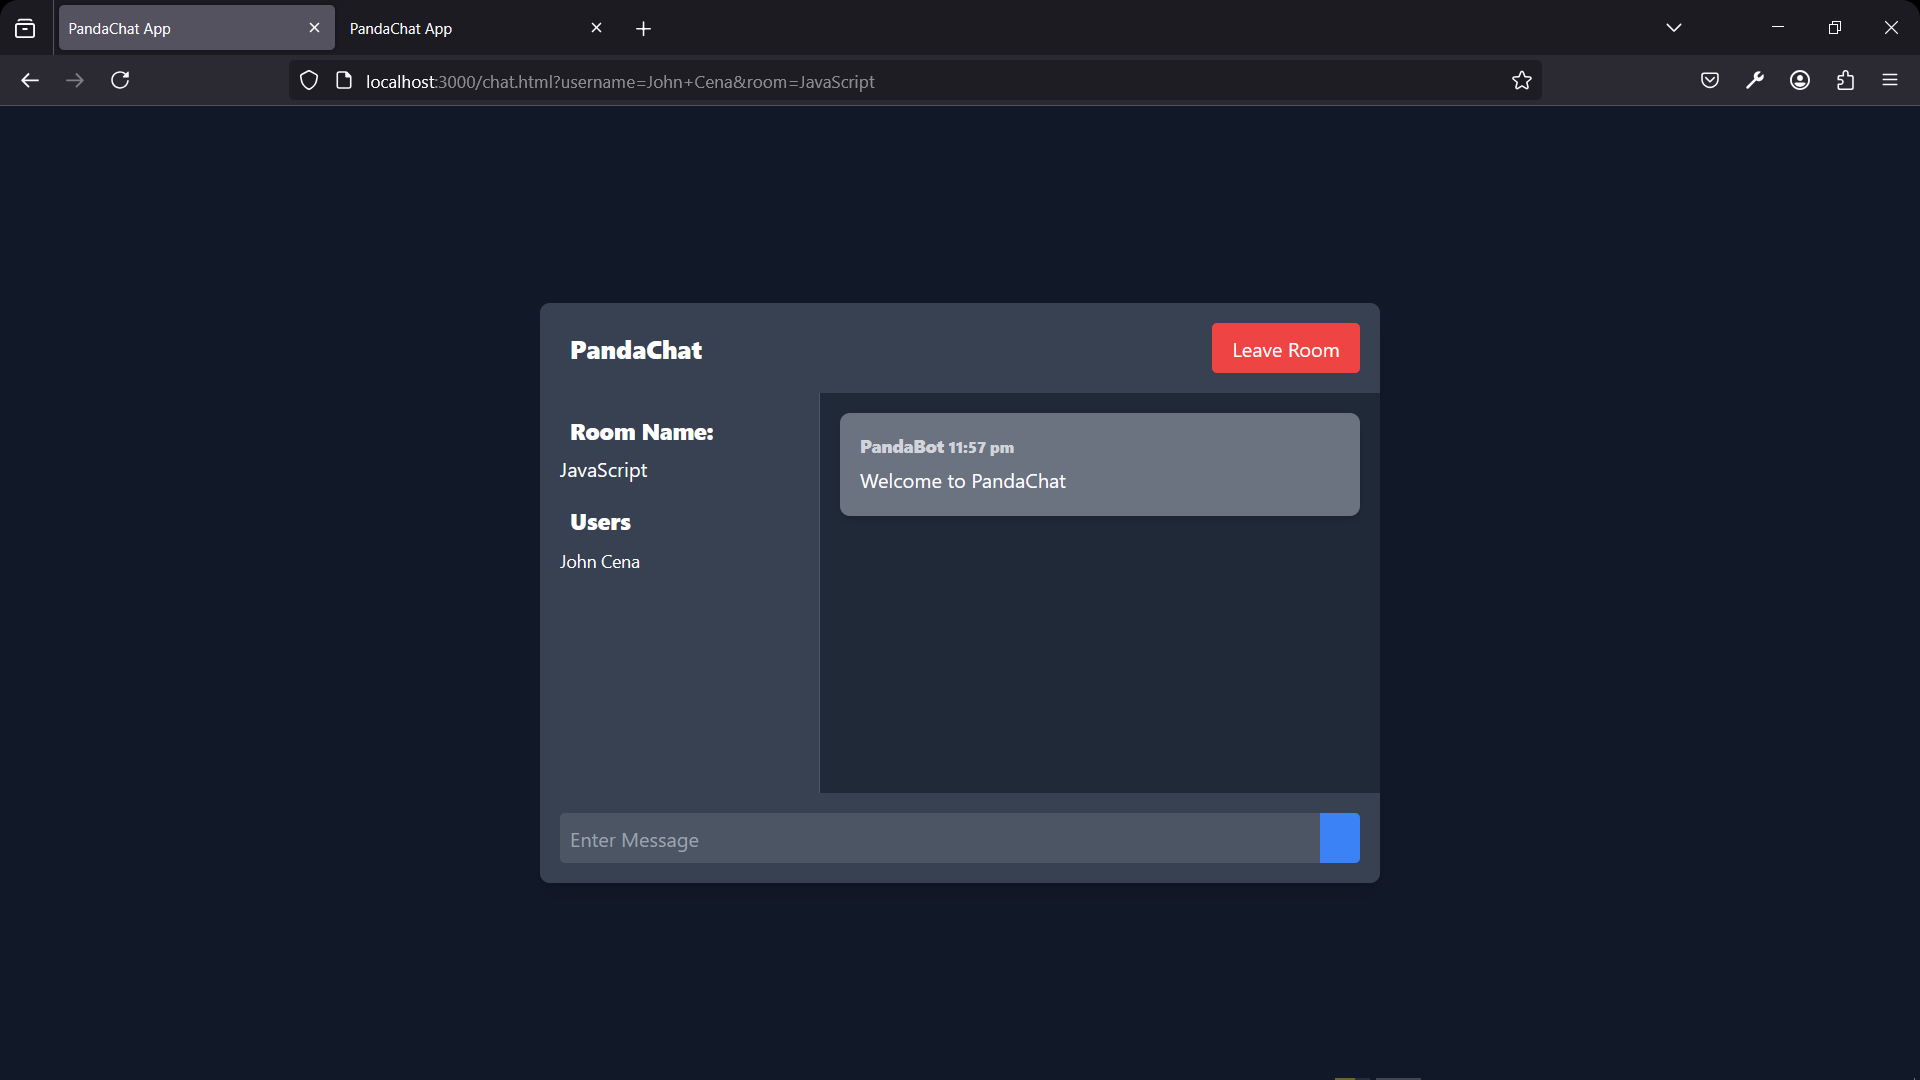 PandaChat App
PandaChat App
localhost:3000/chat.html?username=John+Cena&room=JavaScript
PandaChat
Leave Room
Room Name:
JavaScript
Users
John Cena
PandaBot 11:57 pm
Welcome to PandaChat
Enter Message